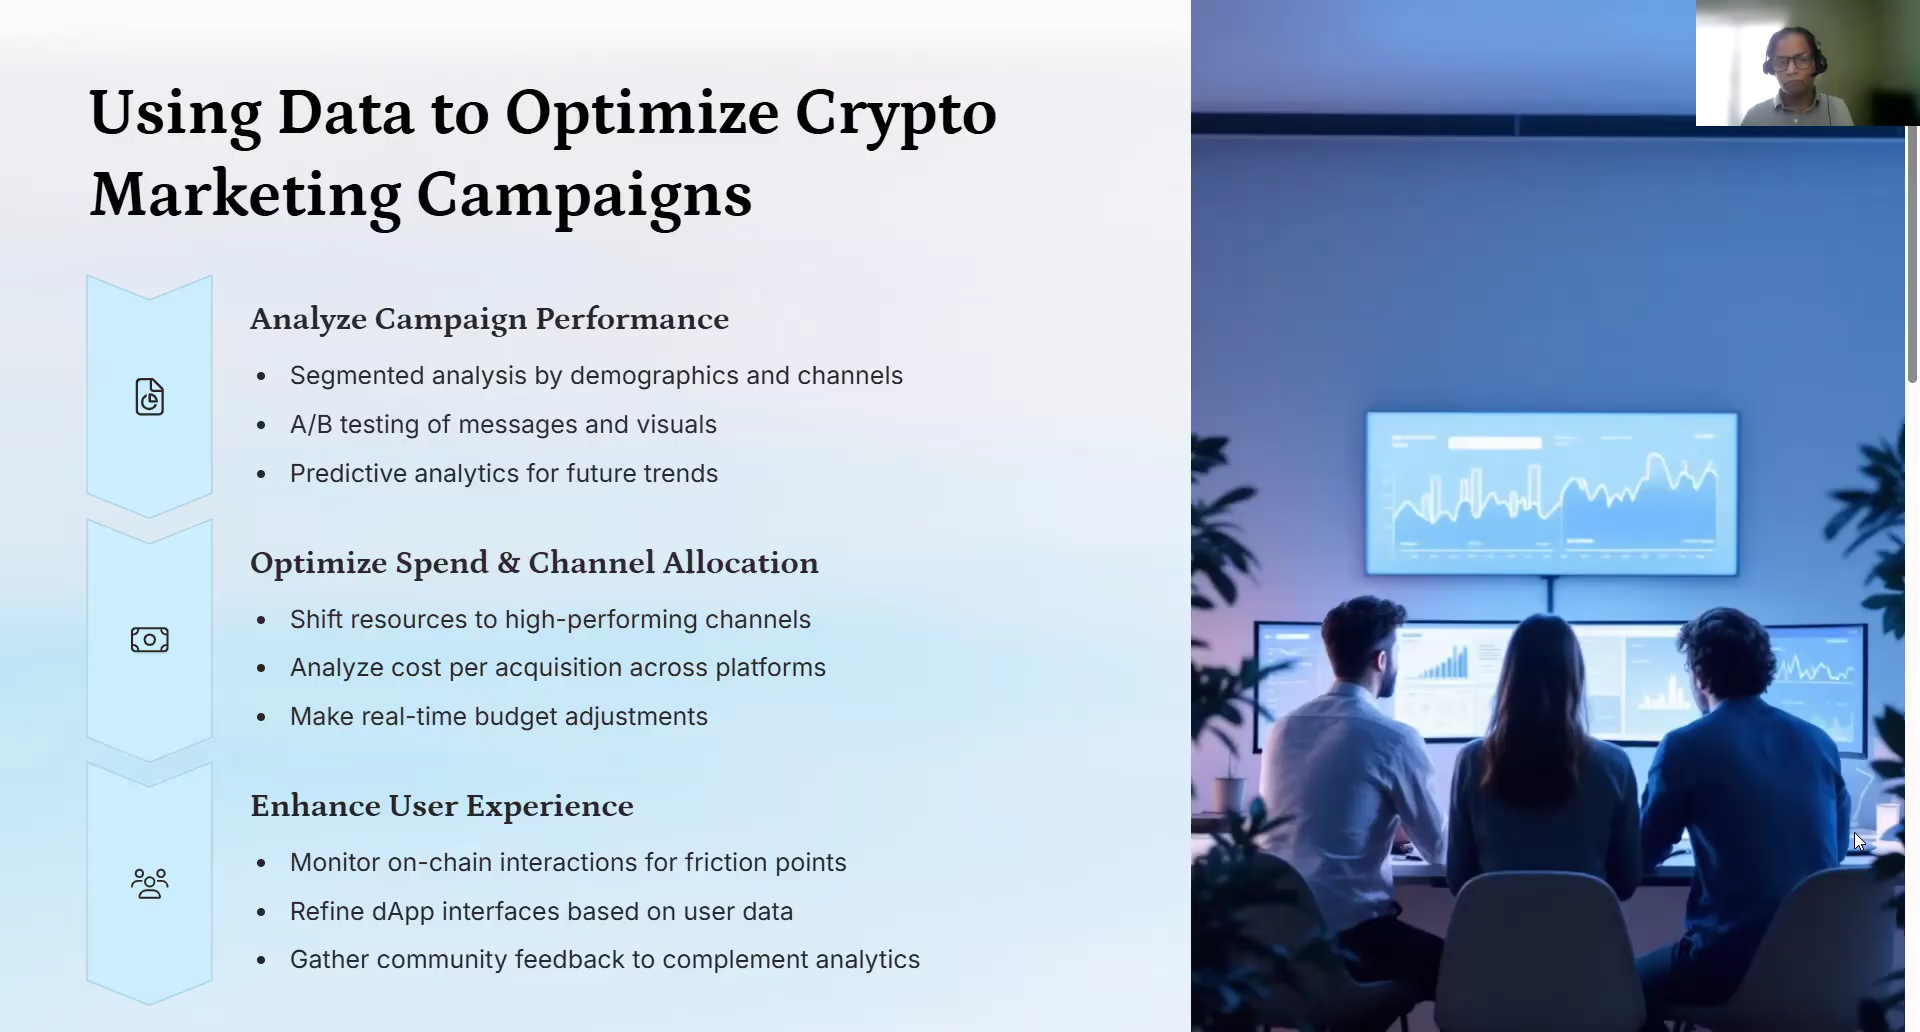 Using Data to Optimize Crypto
Marketing Campaigns
Analyze Campaign Performance
• Segmented analysis by demographics and channels
• A/B testing of messages and visuals
• Predictive analytics for future trends
Optimize Spend & Channel Allocation
• Shift resources to high-performing channels
• Analyze cost per acquisition across platforms
• Make real-time budget adjustments
Enhance User Experience
• Monitor on-chain interactions for friction points
• Refine dApp interfaces based on user data
• Gather community feedback to complement analytics